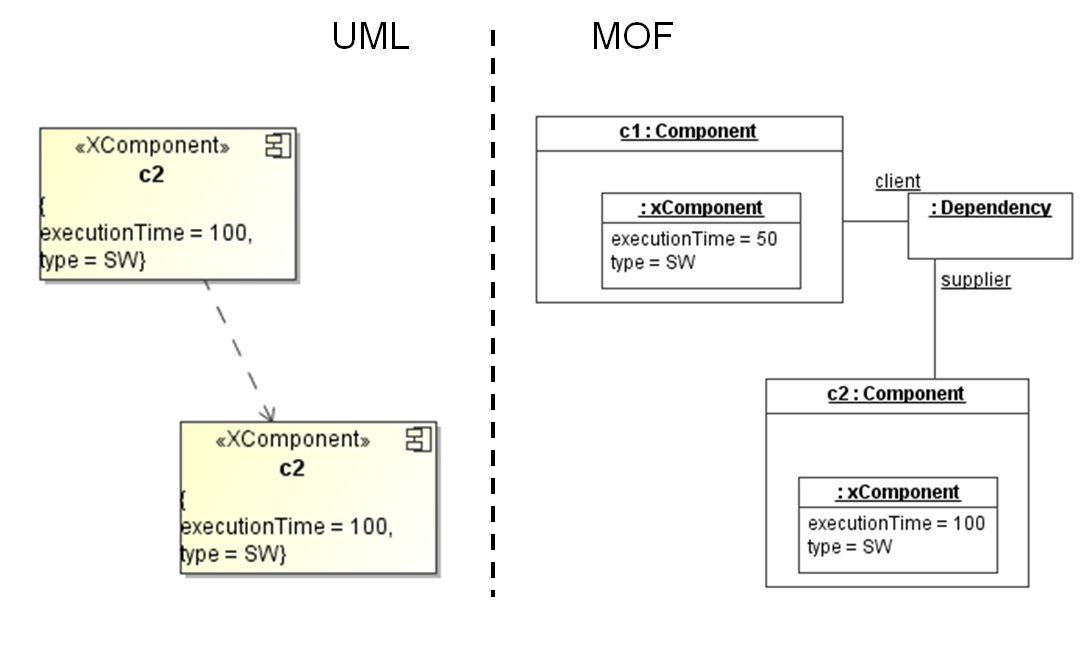 UML
«XComponent»
c2
{
executionTime = 100,
type = SW}
«XComponent»
c2
{
executionTime = 100,
type = SW}
MOF
c1 : Component
: xComponent
executionTime = 50
type = SW
client
: Dependency
supplier
c2 : Component
: xComponent
executionTime = 100
type = SW